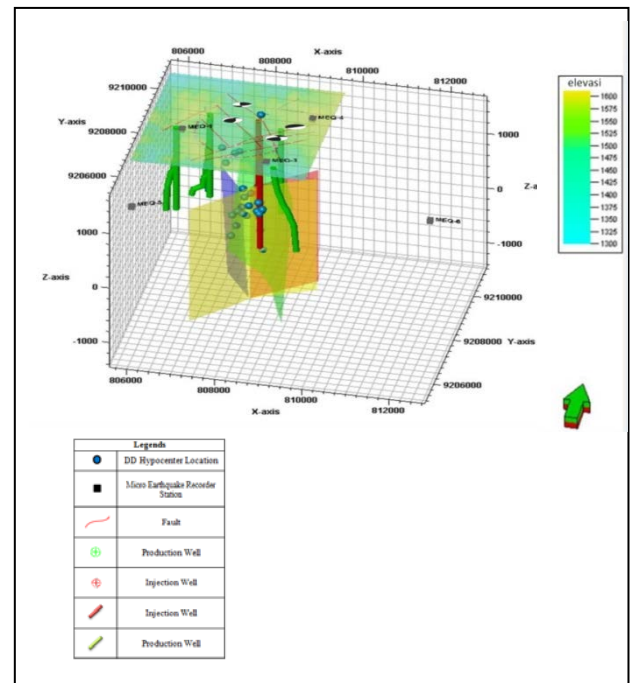 806000
X-axis
808000
810000
812000
9210000
Y-axis
9208000
9206000
1000
0
Z-a
-1000
MEQ-4
MEQ-5
MEQ-6
1000
Z-axis
0
-1000
9210000
9208000 Y-axis
9206000
806000
808000
X-axis
810000
812000
elevasi
1600
1575
1550
1525
1500
1475
1450
1425
1400
1375
1350
1325
1300
Legends
DD Hypocenter Location
Micro Earthquake Recorder
Station
Fault
Production Well
Injection Well
Injection Well
Production Well